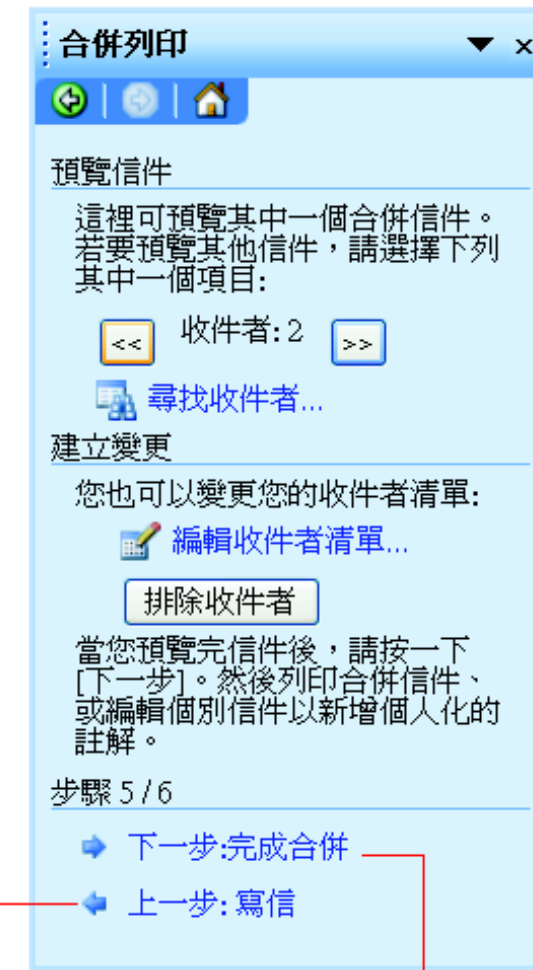 合併列印
預覽信件
這裡可預覽其中一個合併信件。
若要預覽其他信件，請選擇下列
其中一個項目:
<< 收件者: 2 >>
尋找收件者...
建立變更
您也可以變更您的收件者清單:
編輯收件者清單...
排除收件者
當您預覽完信件後，請按一下
[下一步]。然後列印合併信件、
或編輯個別信件以新增個人化的
註解。
步驟 5 / 6
下一步:完成合併
上一步: 寫信